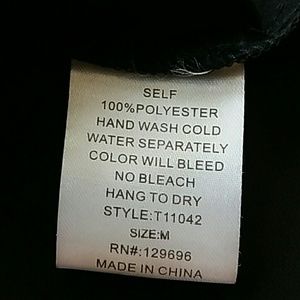 SELF
100%POLYESTER
HAND WASH COLD
WATER SEPARATELY
COLOR WILL BLEED
NO BLEACH
HANG TO DRY
STYLE:T11042
SIZE:M
RN#:129696
MADE IN CHINA